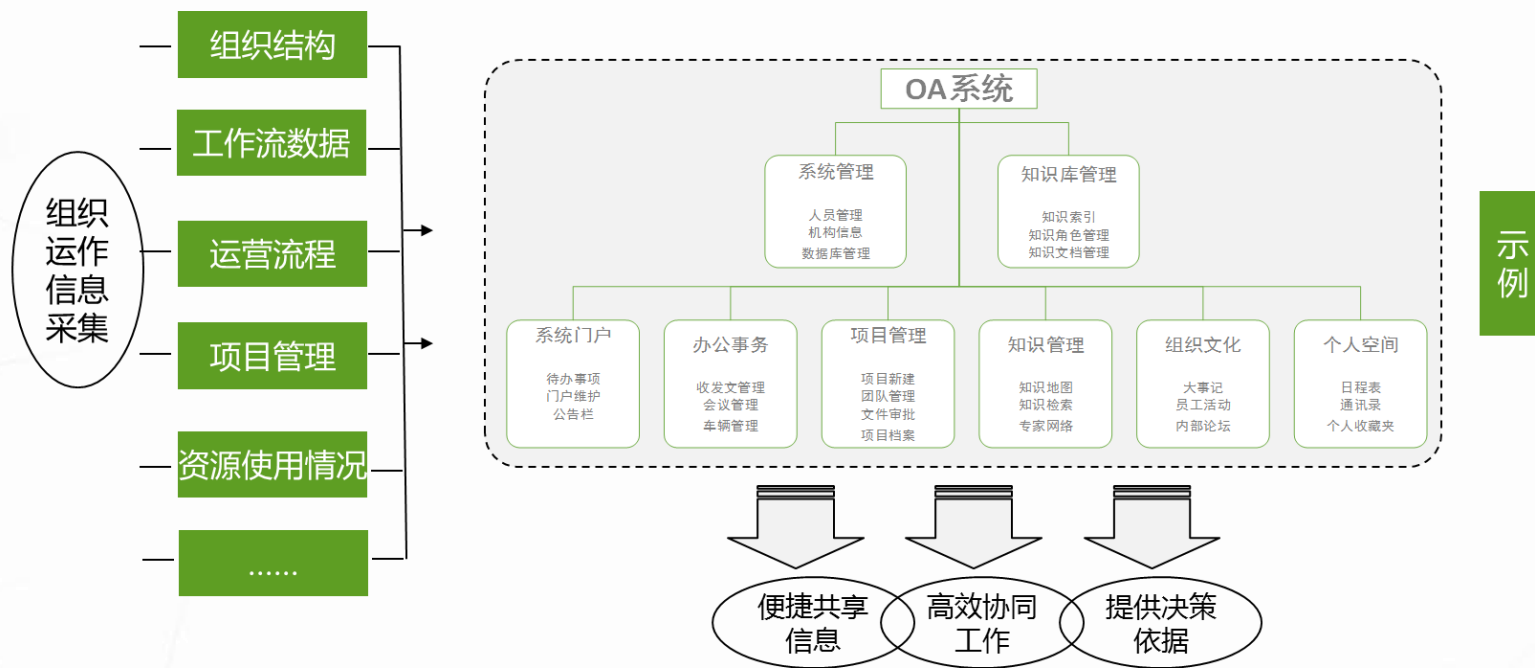 组织
运作
信息
采集
组织结构
工作流数据
运营流程
项目管理
资源使用情况
......
OA系统
系统管理
人员管理
机构信息
数据库管理
知识库管理
知识索引
知识角色管理
知识文档管理
系统门户
待办事项
门户维护
公告栏
办公事务
收发文管理
会议管理
车辆管理
项目管理
项目新建
团队管理
文件审批
项目档案
知识管理
知识地图
知识检索
专家网络
组织文化
大事记
员工活动
内部论坛
个人空间
日程表
通讯录
个人收藏夹
便捷共享
信息
高效协同
工作
提供决策
依据
示
例